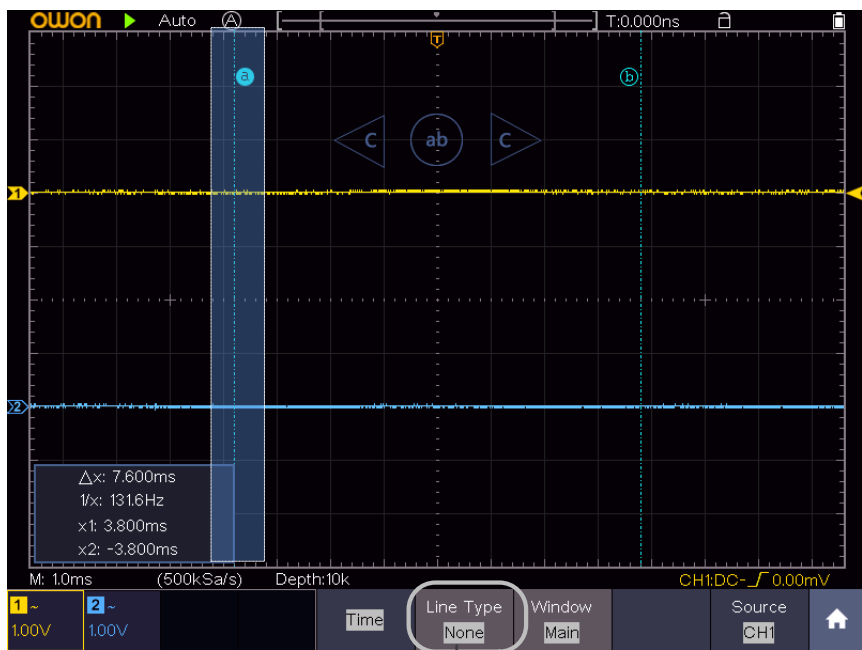 OWON Auto A T:0.000ns
T
a b
C ab C
1
2
△x: 7.600ms
1/x: 131.6Hz
x1: 3.800ms
x2: -3.800ms
M: 1.0ms (500kSa/s) Depth:10k CH1:DC- 0.00mV
1 ~ 2 ~ Line Type Window Source
1.00V 1.00V Time None Main CH1